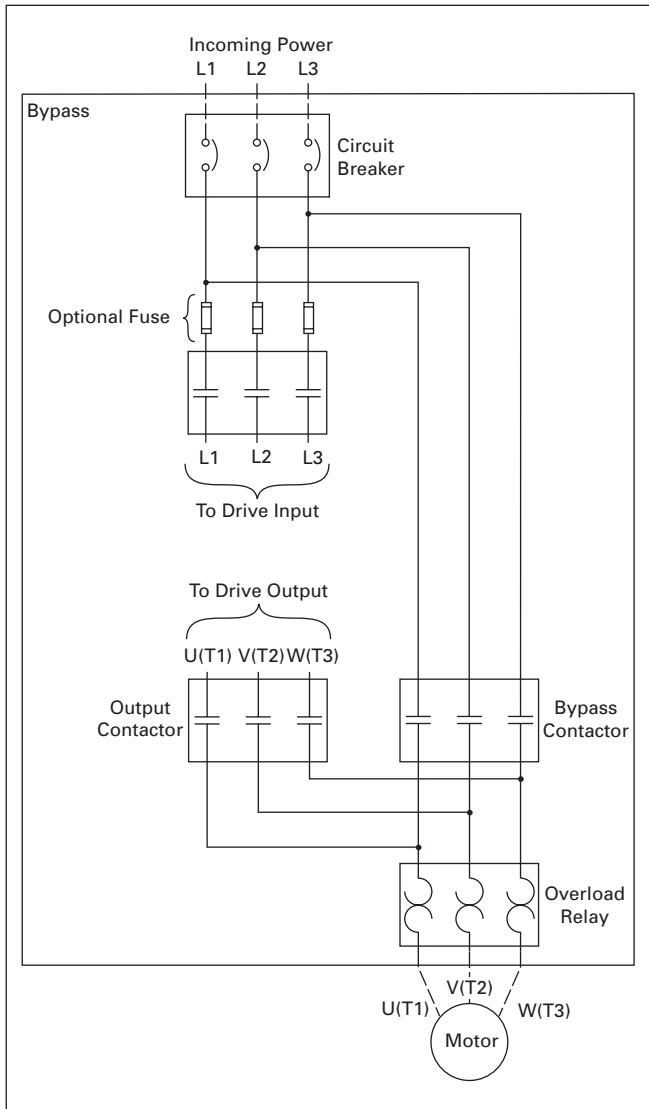 Incoming Power
L1 L2 L3
Bypass
Circuit
Breaker
Optional Fuse
L1 L2 L3
To Drive Input
To Drive Output
U(T1) V(T2) W(T3)
Output
Contactor
Bypass
Contactor
Overload
Relay
V(T2)
U(T1) W(T3)
Motor